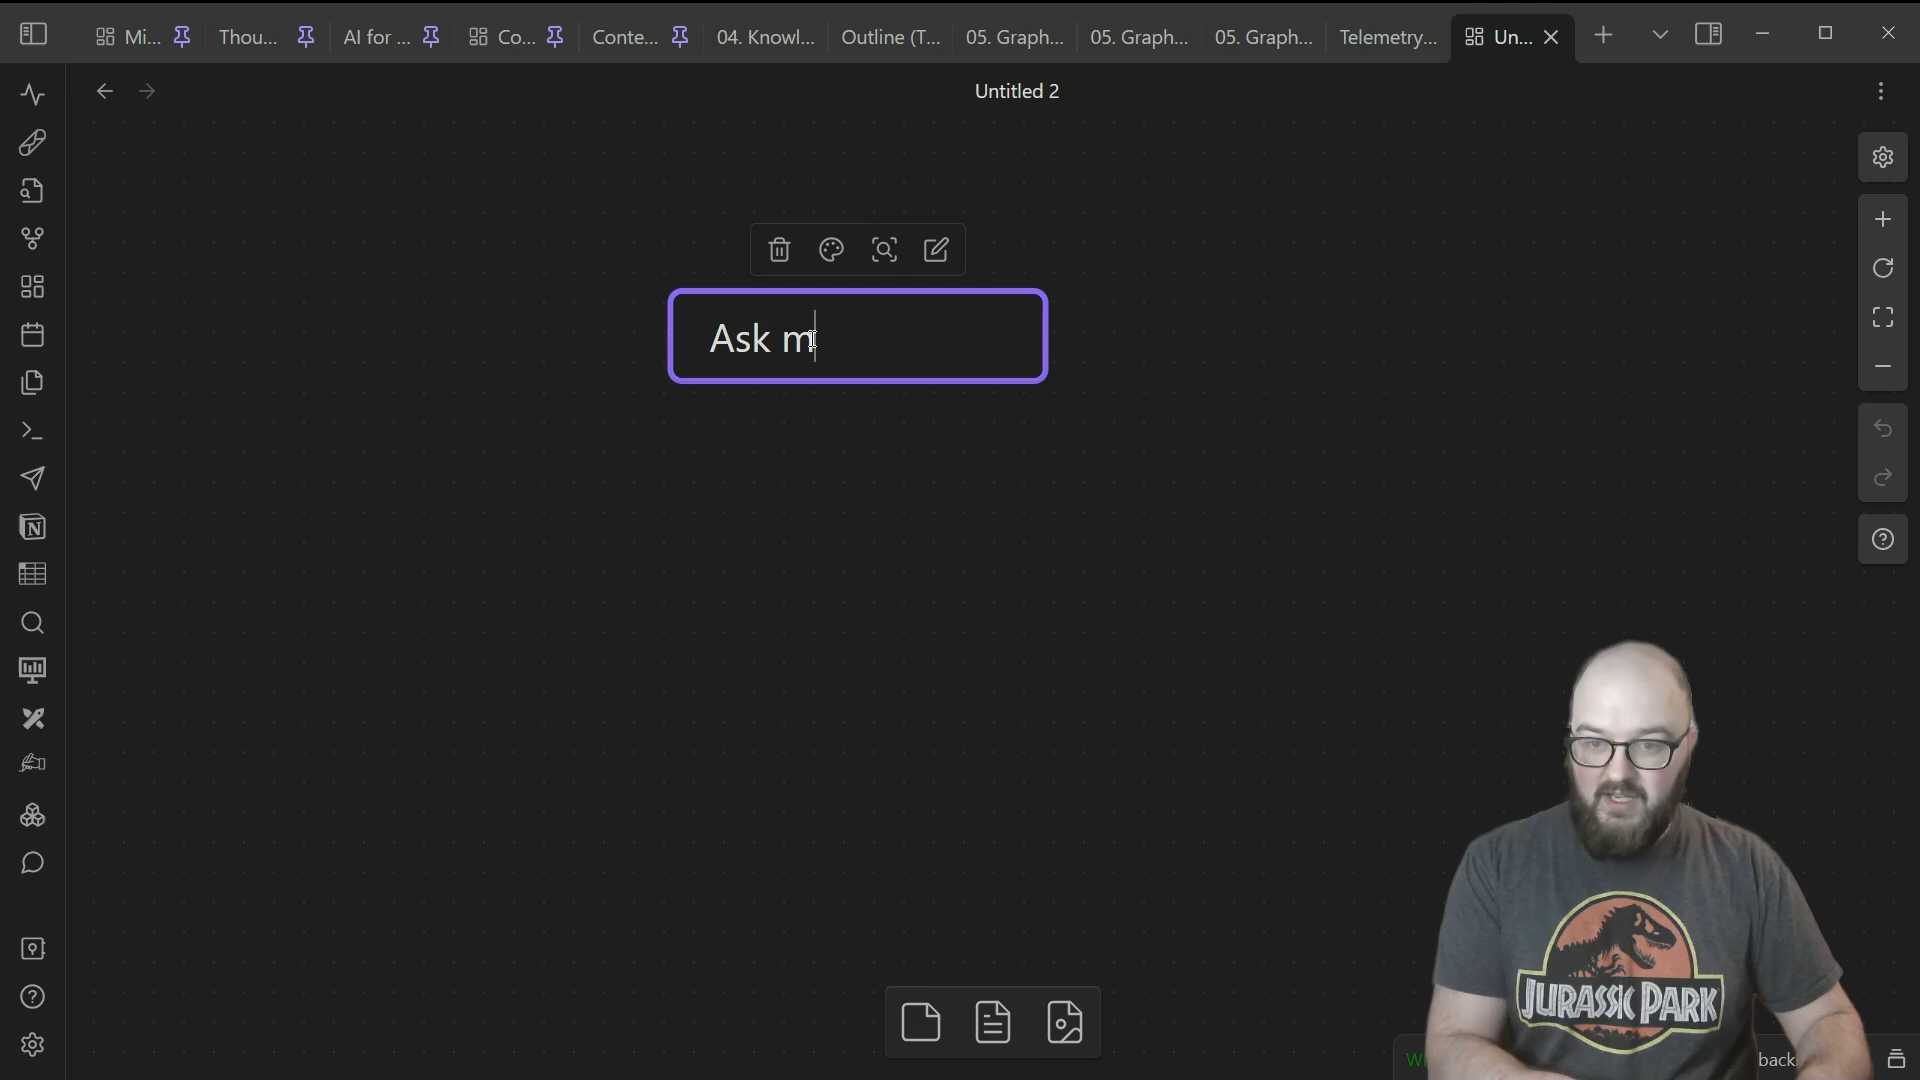 Mi...
Thou...
AI for ...
Co...
Conte...
04. Knowl...
Outline (T...
05. Graph...
05. Graph...
05. Graph...
Telemetry...
Un...
Untitled 2
Ask m
N
JURASSIC PARK
back